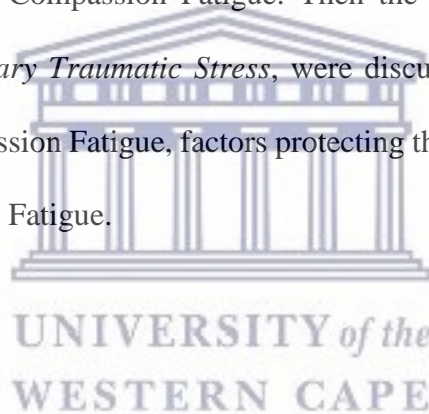 Compassion Fatigue. Then the
ary Traumatic Stress, were discu
ssion Fatigue, factors protecting th
Fatigue.
UNIVERSITY of the
WESTERN CAPE